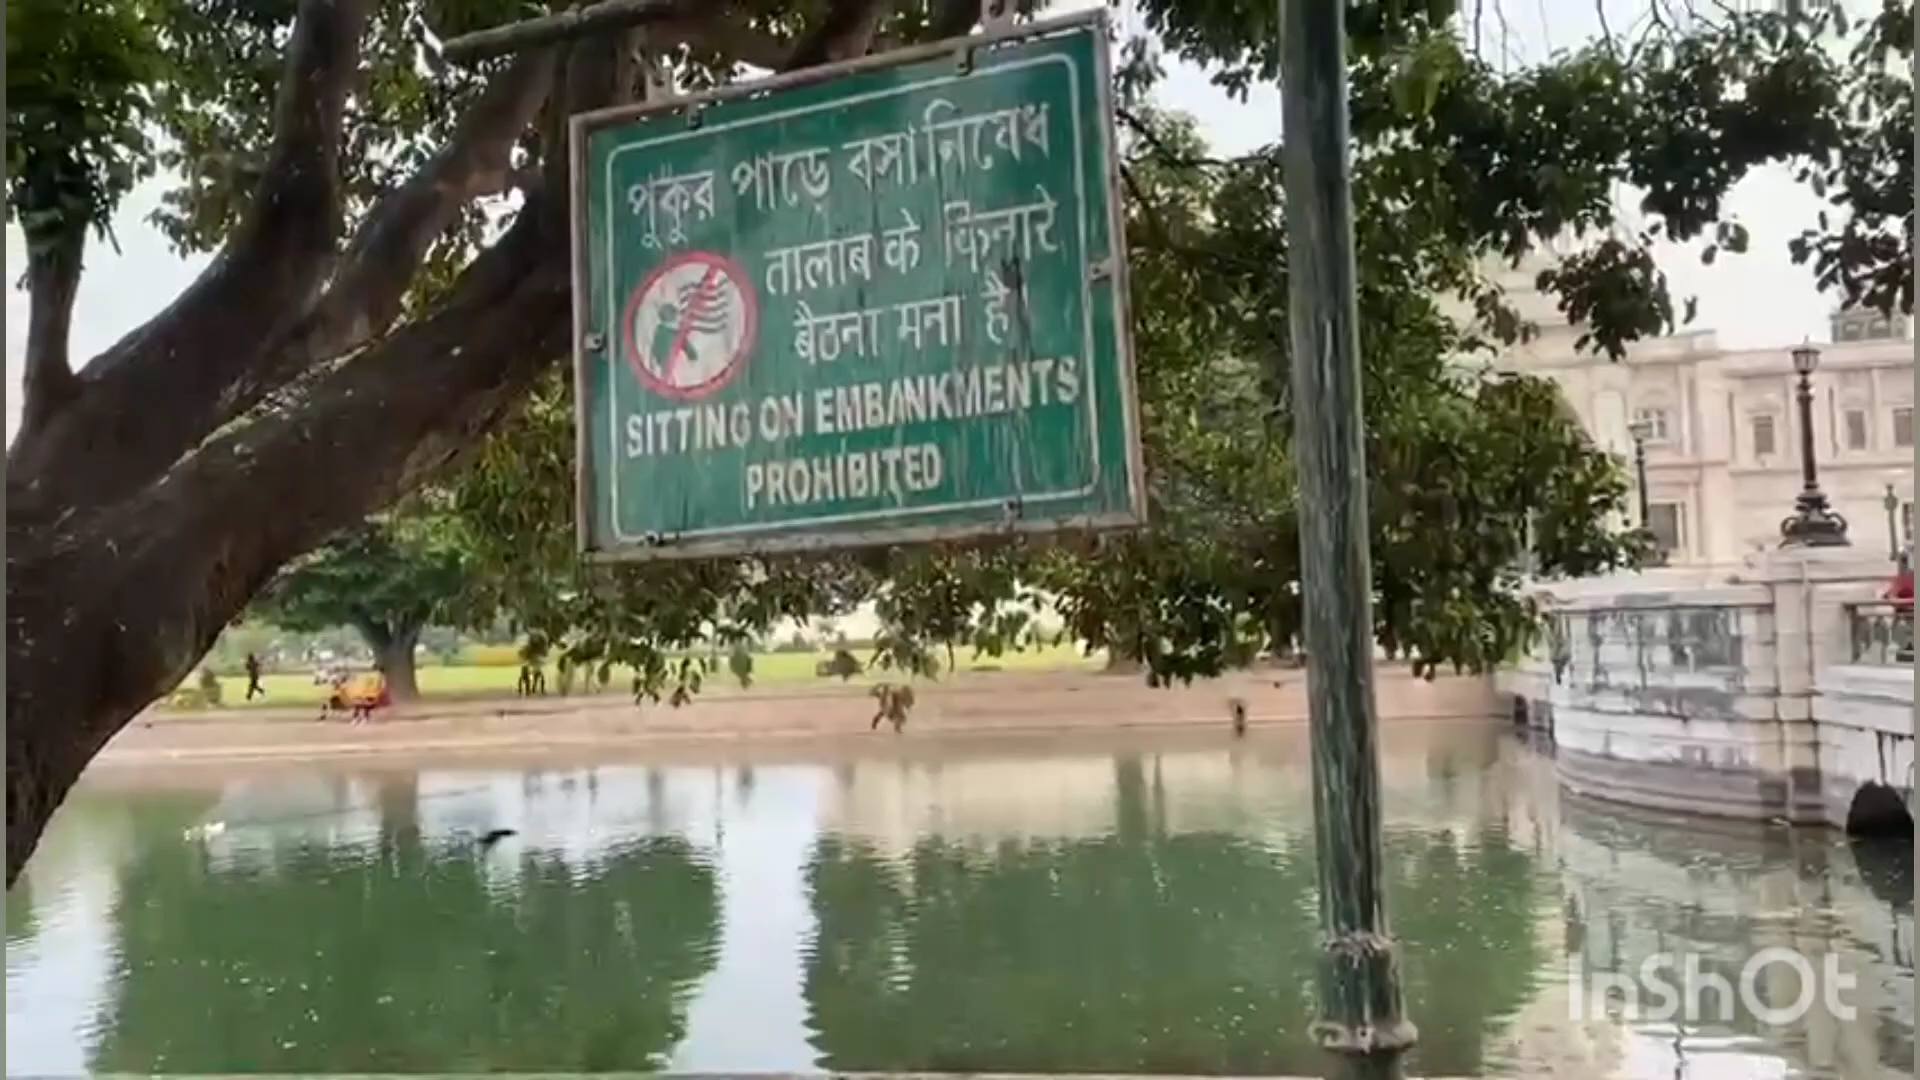 পুকুর পাড়ে বসা নিষেধ
तालाब के किनारे
बैठना मना है
SITTING ON EMBANKMENTS
PROHIBITED
InShOt